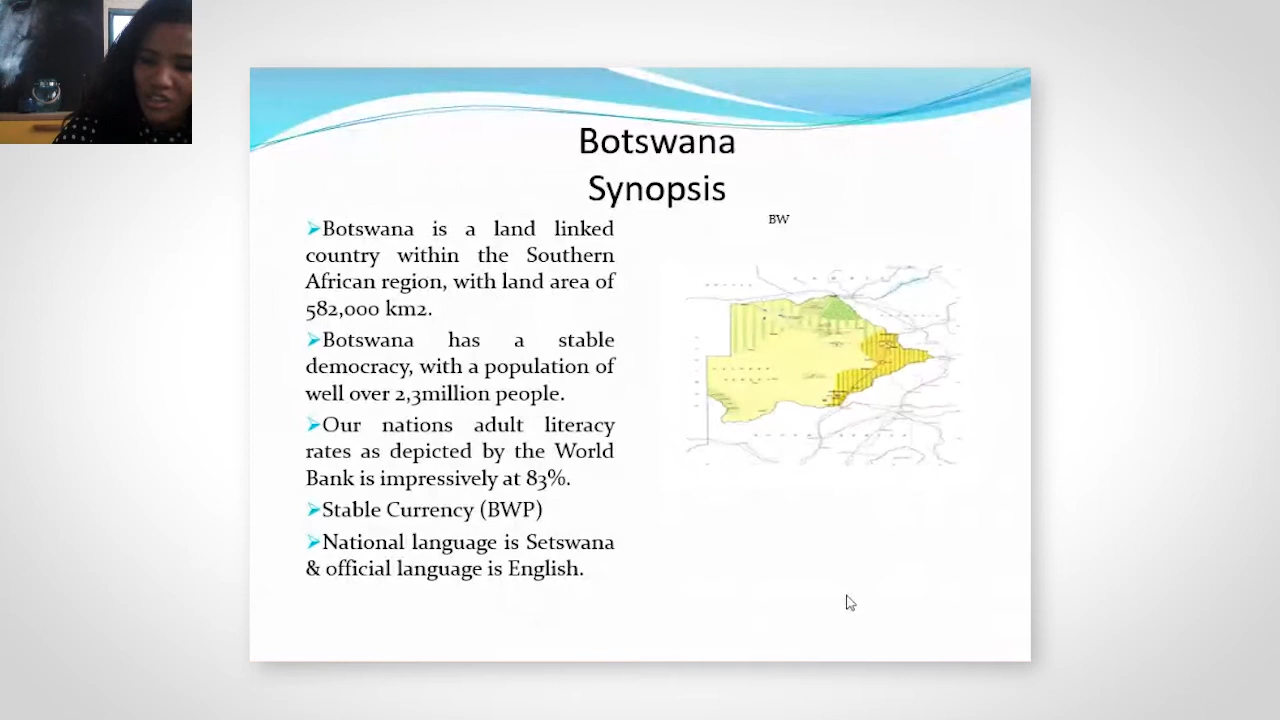 Botswana
Synopsis
BW
➢Botswana is a land linked
country within the Southern
African region, with land area of
582,000 km2.
➢Botswana has a stable
democracy, with a population of
well over 2,3million people.
➢Our nations adult literacy
rates as depicted by the World
Bank is impressively at 83%.
➢Stable Currency (BWP)
➢National language is Setswana
& official language is English.